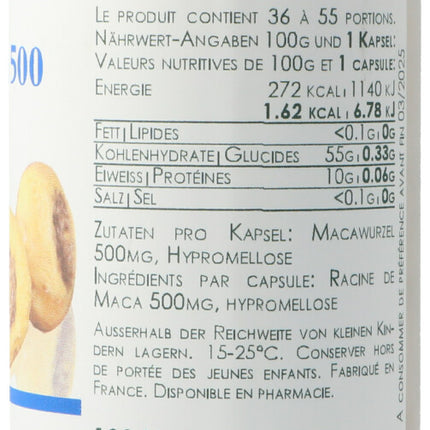 500
LE PRODUIT CONTIENT 36 À 55 PORTIONS.
NÄHRWERT-ANGABEN 100G UND 1 KAPSEL:
VALEURS NUTRITIVES DE 100G ET 1 CAPSULE:
ENERGIE 272 KCAL|1140 KJ
1.62 KCAL|6.78 KJ
FETT|LIPIDES <0.1G|0G
KOHLENHYDRATE|GLUCIDES 55G|0.33G
EIWEISS|PROTÉINES 10G|0.06G
SALZ|SEL <0.1G|0G
ZUTATEN PRO KAPSEL: MACAWURZEL
500MG, HYPROMELLOSE
INGRÉDIENTS PAR CAPSULE: RACINE DE
MACA 500MG, HYPROMELLOSE
AUSSERHALB DER REICHWEITE VON KLEINEN KIN-
DERN LAGERN. 15-25°C. CONSERVER HORS
DE PORTÉE DES JEUNES ENFANTS. FABRIQUÉ EN
FRANCE. DISPONIBLE EN PHARMACIE.
A CONSOMMER DE PRÉFÉRENCE AVANT FIN 03/2025